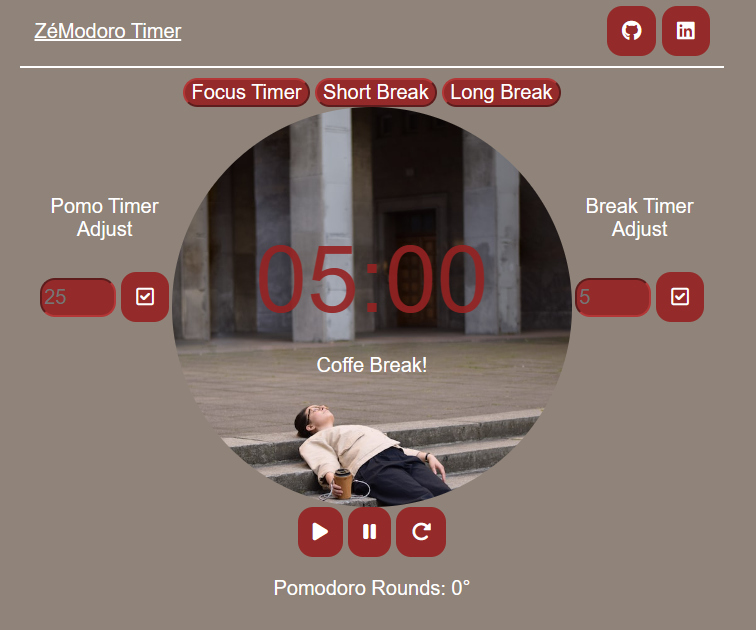 ZéModoro Timer
Focus Timer Short Break Long Break
Pomo Timer
Adjust
25
05:00
Coffe Break!
Break Timer
Adjust
5
Pomodoro Rounds: 0°